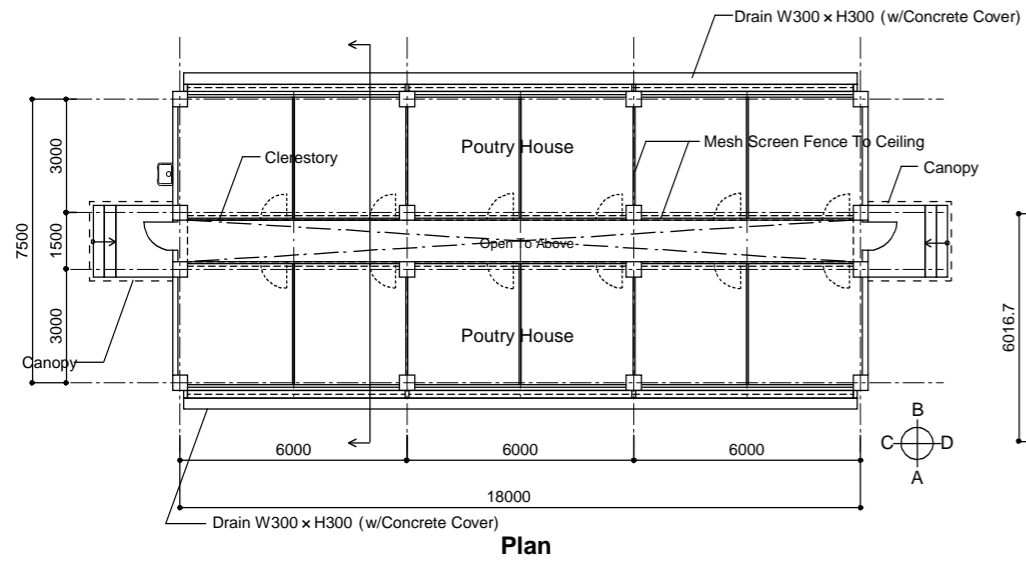 Drain W300 × H300 (w/Concrete Cover)
Poutry House
Mesh Screen Fence To Ceiling
Clerestory
Canopy
3000
7500
1500
Open To Above
3000
Poutry House
6016.7
Canopy
B
C D
A
6000 6000 6000
18000
Drain W300 × H300 (w/Concrete Cover)
Plan